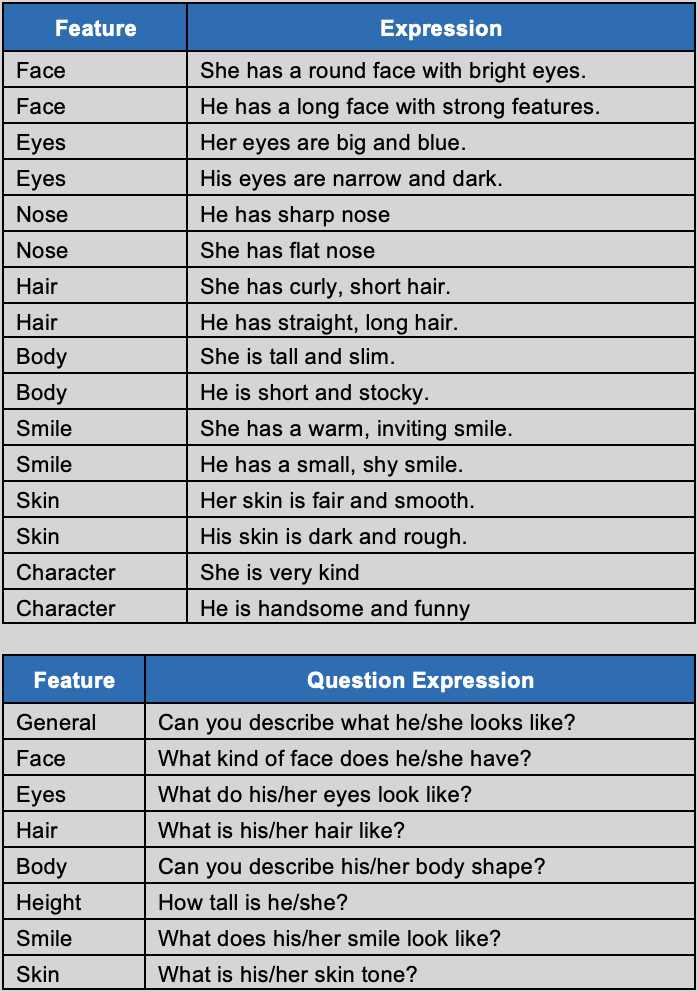 Feature Expression
Face She has a round face with bright eyes.
Face He has a long face with strong features.
Eyes Her eyes are big and blue.
Eyes His eyes are narrow and dark.
Nose He has sharp nose
Nose She has flat nose
Hair She has curly, short hair.
Hair He has straight, long hair.
Body She is tall and slim.
Body He is short and stocky.
Smile She has a warm, inviting smile.
Smile He has a small, shy smile.
Skin Her skin is fair and smooth.
Skin His skin is dark and rough.
Character She is very kind
Character He is handsome and funny
Feature Question Expression
General Can you describe what he/she looks like?
Face What kind of face does he/she have?
Eyes What do his/her eyes look like?
Hair What is his/her hair like?
Body Can you describe his/her body shape?
Height How tall is he/she?
Smile What does his/her smile look like?
Skin What is his/her skin tone?